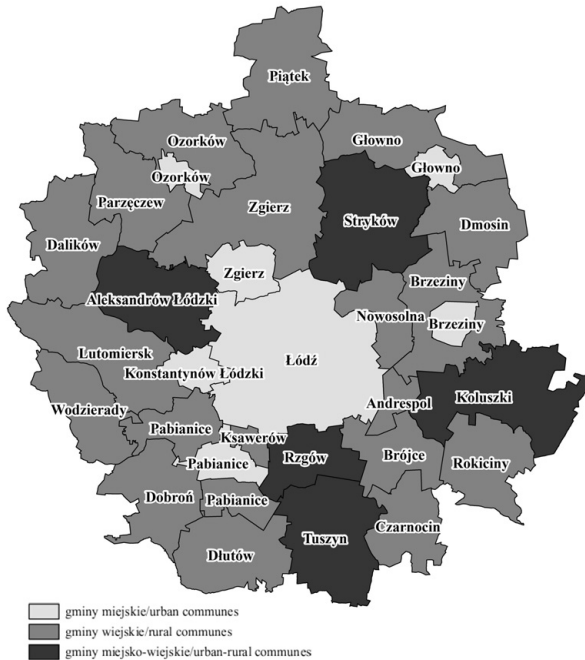 Piątek
Ozorków
Głowno
Ozorków
Głowno
Parzęczew
Zgierz
Stryków
Dmosin
Dalików
Zgierz
Brzeziny
Aleksandrów Łódzki
Nowosolna
Brzeziny
Lutomiersk
Łódź
Konstantynów Łódzki
Wodzierady
Andrespol
Koluszki
Pabianice
Ksawerów
Pabianice
Rzgów
Brójce
Rokiciny
Dobroń
Pabianice
Czarnocin
Dłutów
Tuszyn
gminy miejskie/urban communes
gminy wiejskie/rural communes
gminy miejsko-wiejskie/urban-rural communes